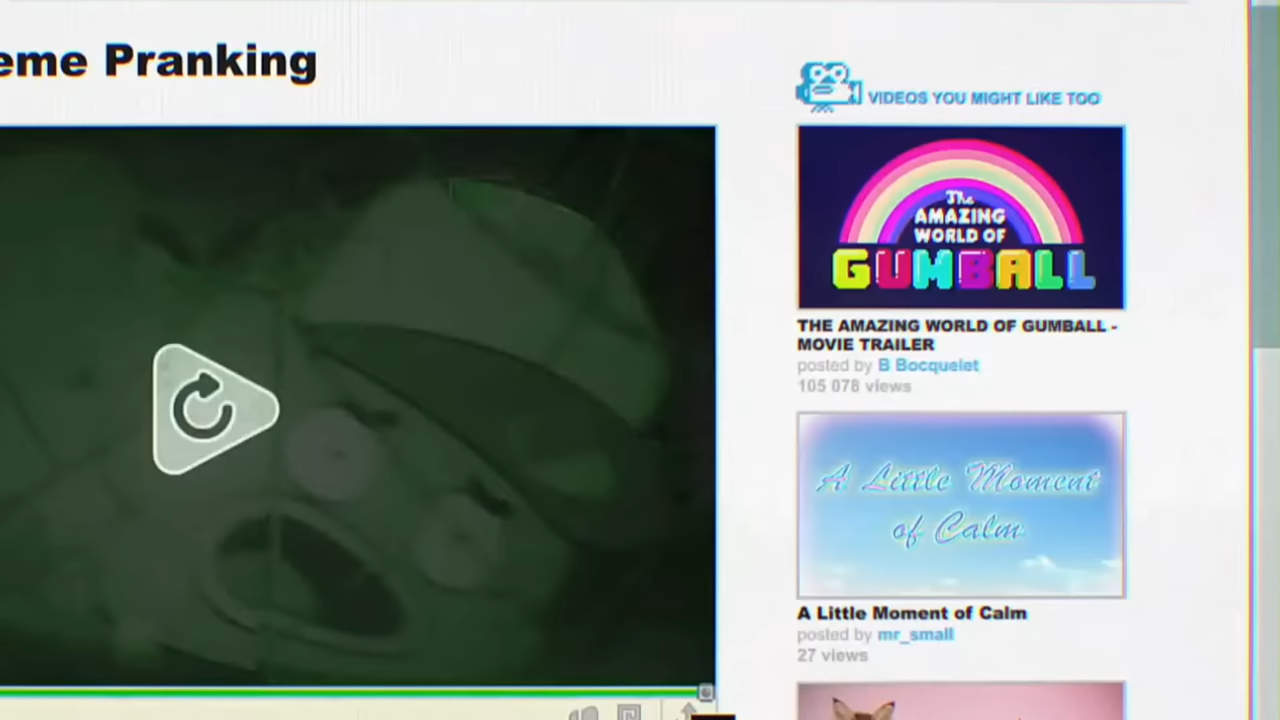 eme Pranking
VIDEOS YOU MIGHT LIKE TOO
The
AMAZING
WORLD OF
GUMBALL
THE AMAZING WORLD OF GUMBALL -
MOVIE TRAILER
posted by B Bocquelet
105 078 views
A Little Moment
of Calm
A Little Moment of Calm
posted by mr_small
27 views